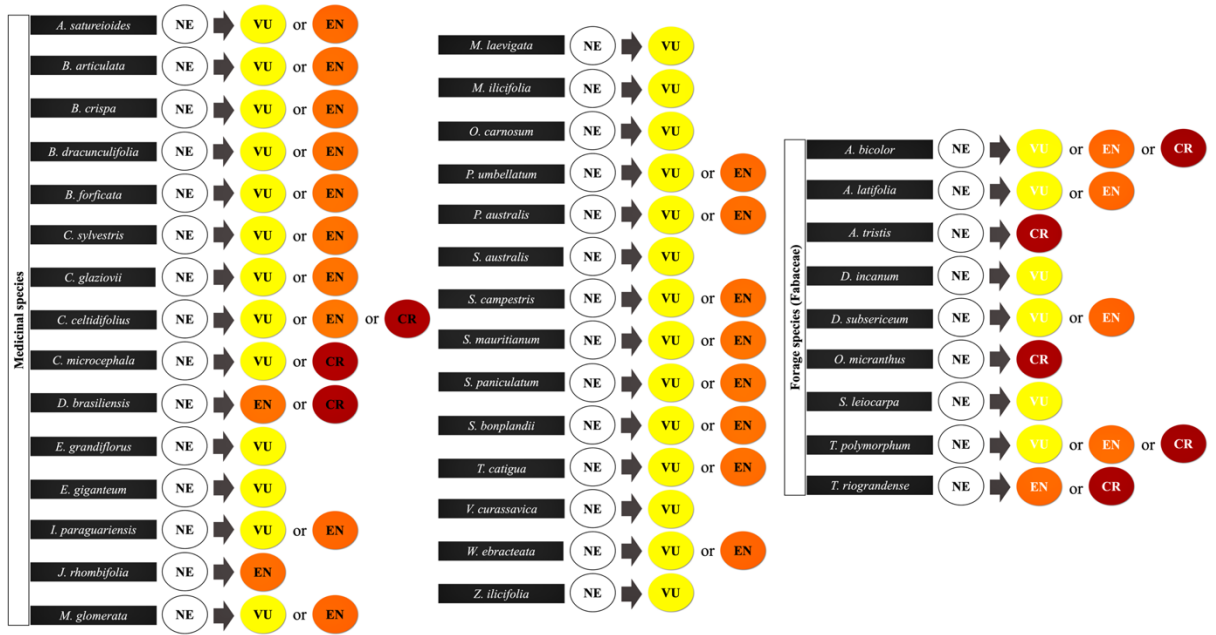 Medicinal species
A. satureioides NE VU or EN
B. articulata NE VU or EN
B. crispa NE VU or EN
B. dracunculifolia NE VU or EN
B. forficata NE VU or EN
C. sylvestris NE VU or EN
C. glaziovii NE VU or EN
C. celtidifolius NE VU or EN or CR
C. microcephala NE VU or CR
D. brasiliensis NE EN or CR
E. grandiflorus NE VU
E. giganteum NE VU
I. paraguariensis NE VU or EN
J. rhombifolia NE EN
M. glomerata NE VU or EN
M. laevigata NE VU
M. ilicifolia NE VU
O. carnosum NE VU
P. umbellatum NE VU or EN
P. australis NE VU or EN
S. australis NE VU
S. campestris NE VU or EN
S. mauritianum NE VU or EN
S. paniculatum NE VU or EN
S. bonplandii NE VU or EN
T. catigua NE VU or EN
V. curassavica NE VU
W. ebracteata NE VU or EN
Z. ilicifolia NE VU
Forage species (Fabaceae)
A. bicolor NE VU or EN or CR
A. latifolia NE VU or EN
A. tristis NE CR
D. incanum NE VU
D. subsericeum NE VU or EN
O. micranthus NE CR
S. leiocarpa NE VU
T. polymorphum NE VU or EN or CR
T. riograndense NE EN or CR